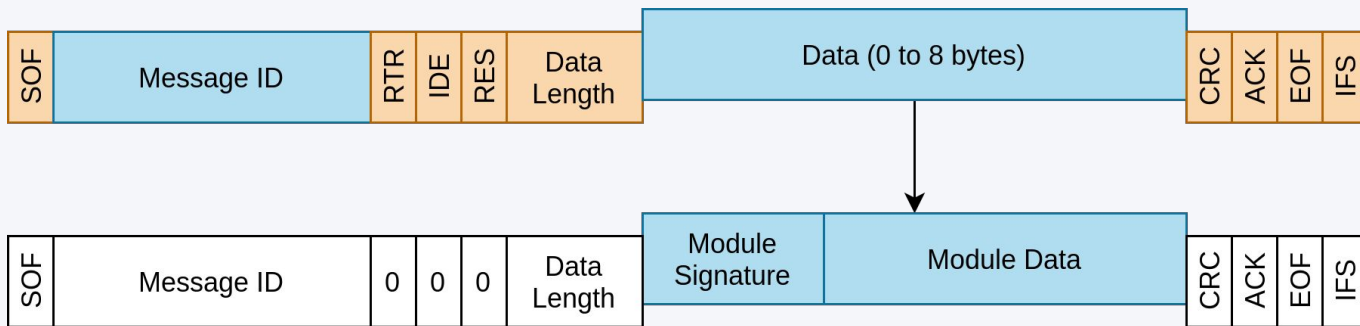 SOF
Message ID
RTR
IDE
RES
Data
Length
Data (0 to 8 bytes)
CRC
ACK
EOF
IFS
SOF
Message ID
0
0
0
Data
Length
Module
Signature
Module Data
CRC
ACK
EOF
IFS